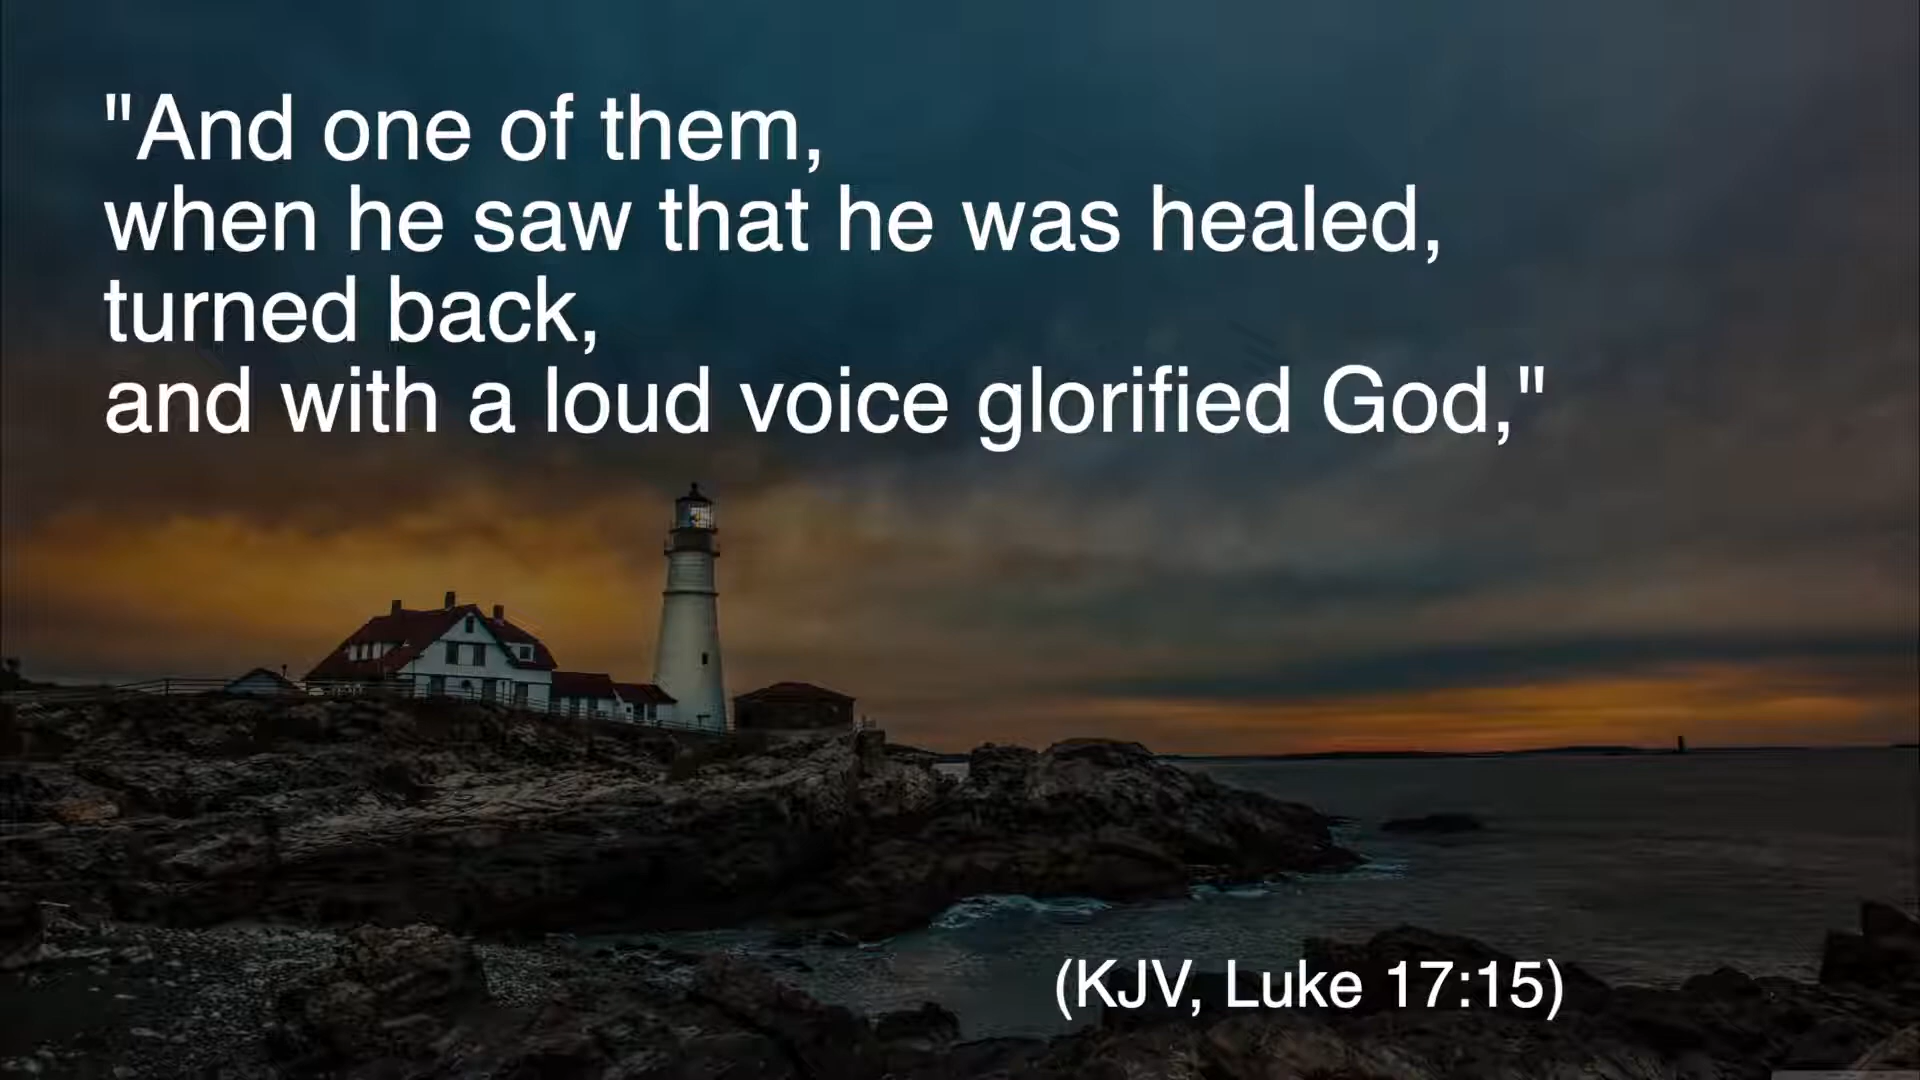 "And one of them,
when he saw that he was healed,
turned back,
and with a loud voice glorified God,"
(KJV, Luke 17:15)